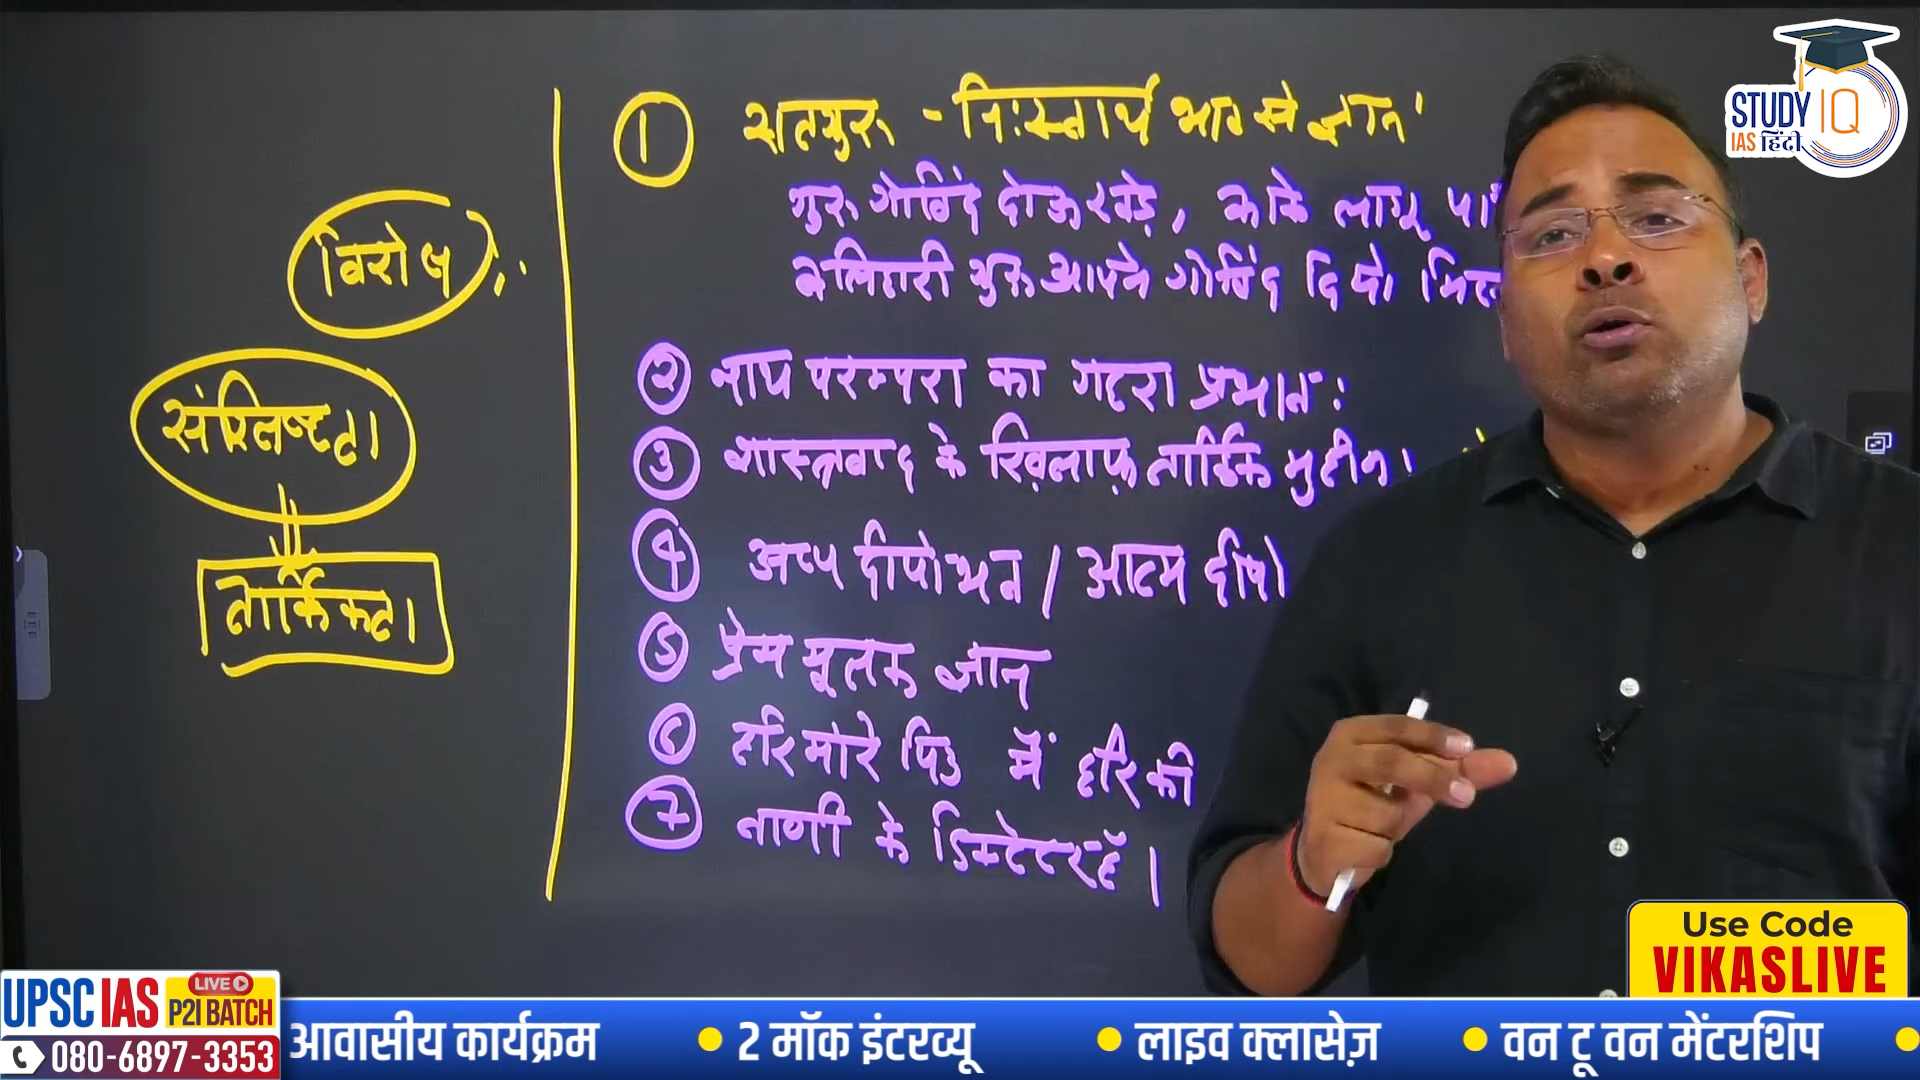 STUDY IQ
IAS हिंदी
विरोध :
संश्लिष्टता
तार्किकता
① सतगुरु - निःस्वार्थ भाव से ज्ञान
गुरु गोविंद दोऊ खड़े, काके लागू पां
बलिहारी गुरु आपने गोविंद दियो
② नाथ परम्परा का गहरा प्रभाव :
③ शास्त्रवाद के खिलाफ़ तार्किक मुहीम।
④ अप्प दीपो भव / आत्म दीपो
⑤ प्रेम मूलक ज्ञान
⑥ हरि मोरे पिउ मैं हरि की
⑦ वाणी के डिक्टेटर हैं।
Use Code
VIKASLIVE
UPSC IAS LIVE P2I BATCH
080-6897-3353
आवासीय कार्यक्रम • 2 मॉक इंटरव्यू • लाइव क्लासेज़ • वन टू वन मेंटरशिप •